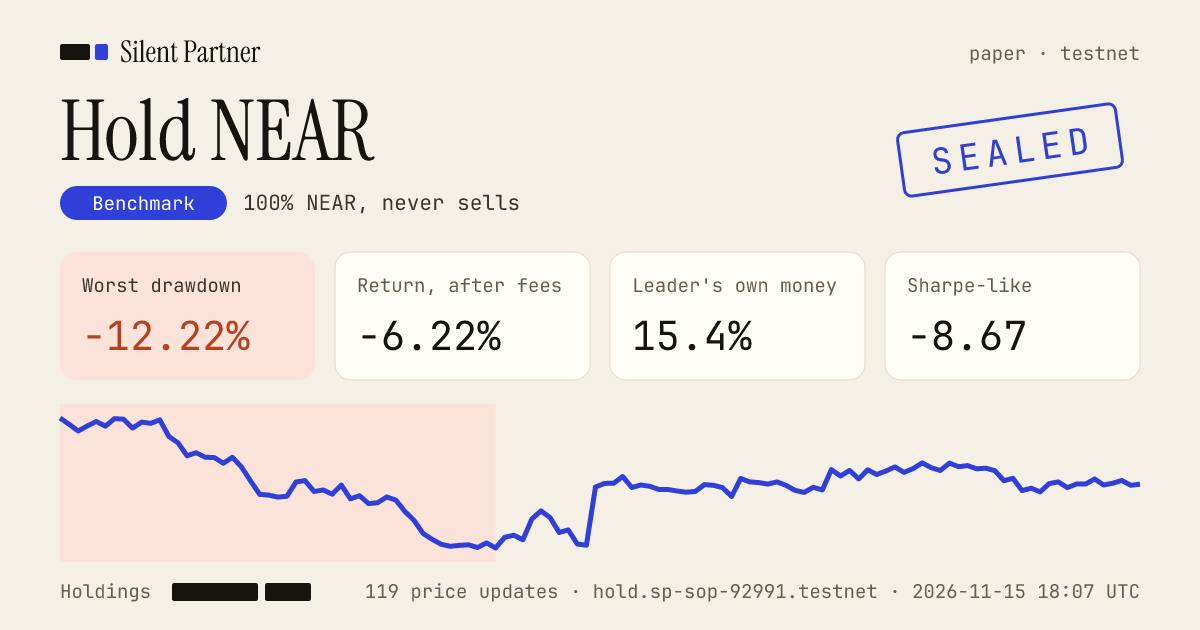 Silent Partner
paper · testnet
Hold NEAR
SEALED
Benchmark
100% NEAR, never sells
Worst drawdown
-12.22%
Return, after fees
-6.22%
Leader's own money
15.4%
Sharpe-like
-8.67
Holdings
119 price updates · hold.sp-sop-92991.testnet · 2026-11-15 18:07 UTC